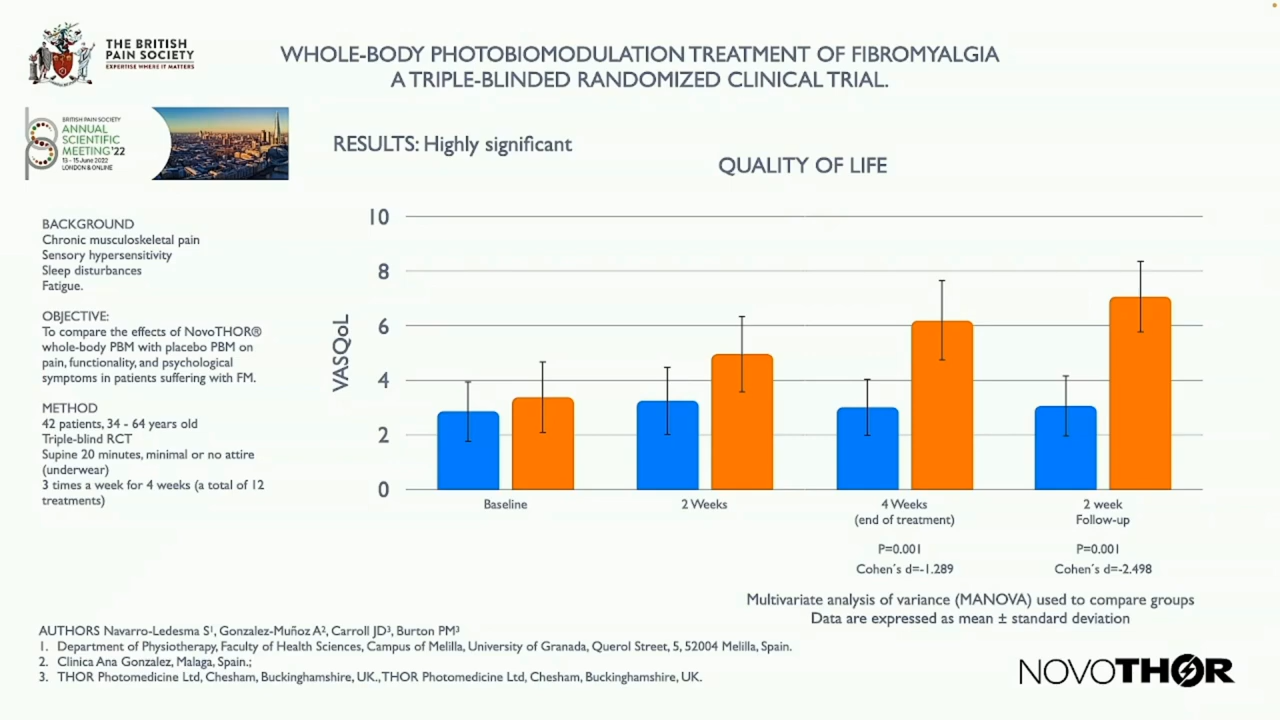 THE BRITISH
PAIN SOCIETY
EXPERTISE WHERE IT MATTERS
WHOLE-BODY PHOTOBIOMODULATION TREATMENT OF FIBROMYALGIA
A TRIPLE-BLINDED RANDOMIZED CLINICAL TRIAL.
BRITISH PAIN SOCIETY
ANNUAL
SCIENTIFIC
MEETING'22
13 - 15 June 2022
LONDON & ONLINE
RESULTS: Highly significant
QUALITY OF LIFE
BACKGROUND
Chronic musculoskeletal pain
Sensory hypersensitivity
Sleep disturbances
Fatigue.
OBJECTIVE:
To compare the effects of NovoTHOR®
whole-body PBM with placebo PBM on
pain, functionality, and psychological
symptoms in patients suffering with FM.
METHOD
42 patients, 34 - 64 years old
Triple-blind RCT
Supine 20 minutes, minimal or no attire
(underwear)
3 times a week for 4 weeks (a total of 12
treatments)
VASQoL
10
8
6
4
2
0
Baseline
2 Weeks
4 Weeks
(end of treatment)
2 week
Follow-up
P=0.001
Cohen´s d=-1.289
P=0.001
Cohen´s d=-2.498
Multivariate analysis of variance (MANOVA) used to compare groups
Data are expressed as mean ± standard deviation
AUTHORS Navarro-Ledesma S¹, Gonzalez-Muñoz A², Carroll JD³, Burton PM³
1. Department of Physiotherapy, Faculty of Health Sciences, Campus of Melilla, University of Granada, Querol Street, 5, 52004 Melilla, Spain.
2. Clinica Ana Gonzalez, Malaga, Spain.;
3. THOR Photomedicine Ltd, Chesham, Buckinghamshire, UK., THOR Photomedicine Ltd, Chesham, Buckinghamshire, UK.
NOVOTHOR